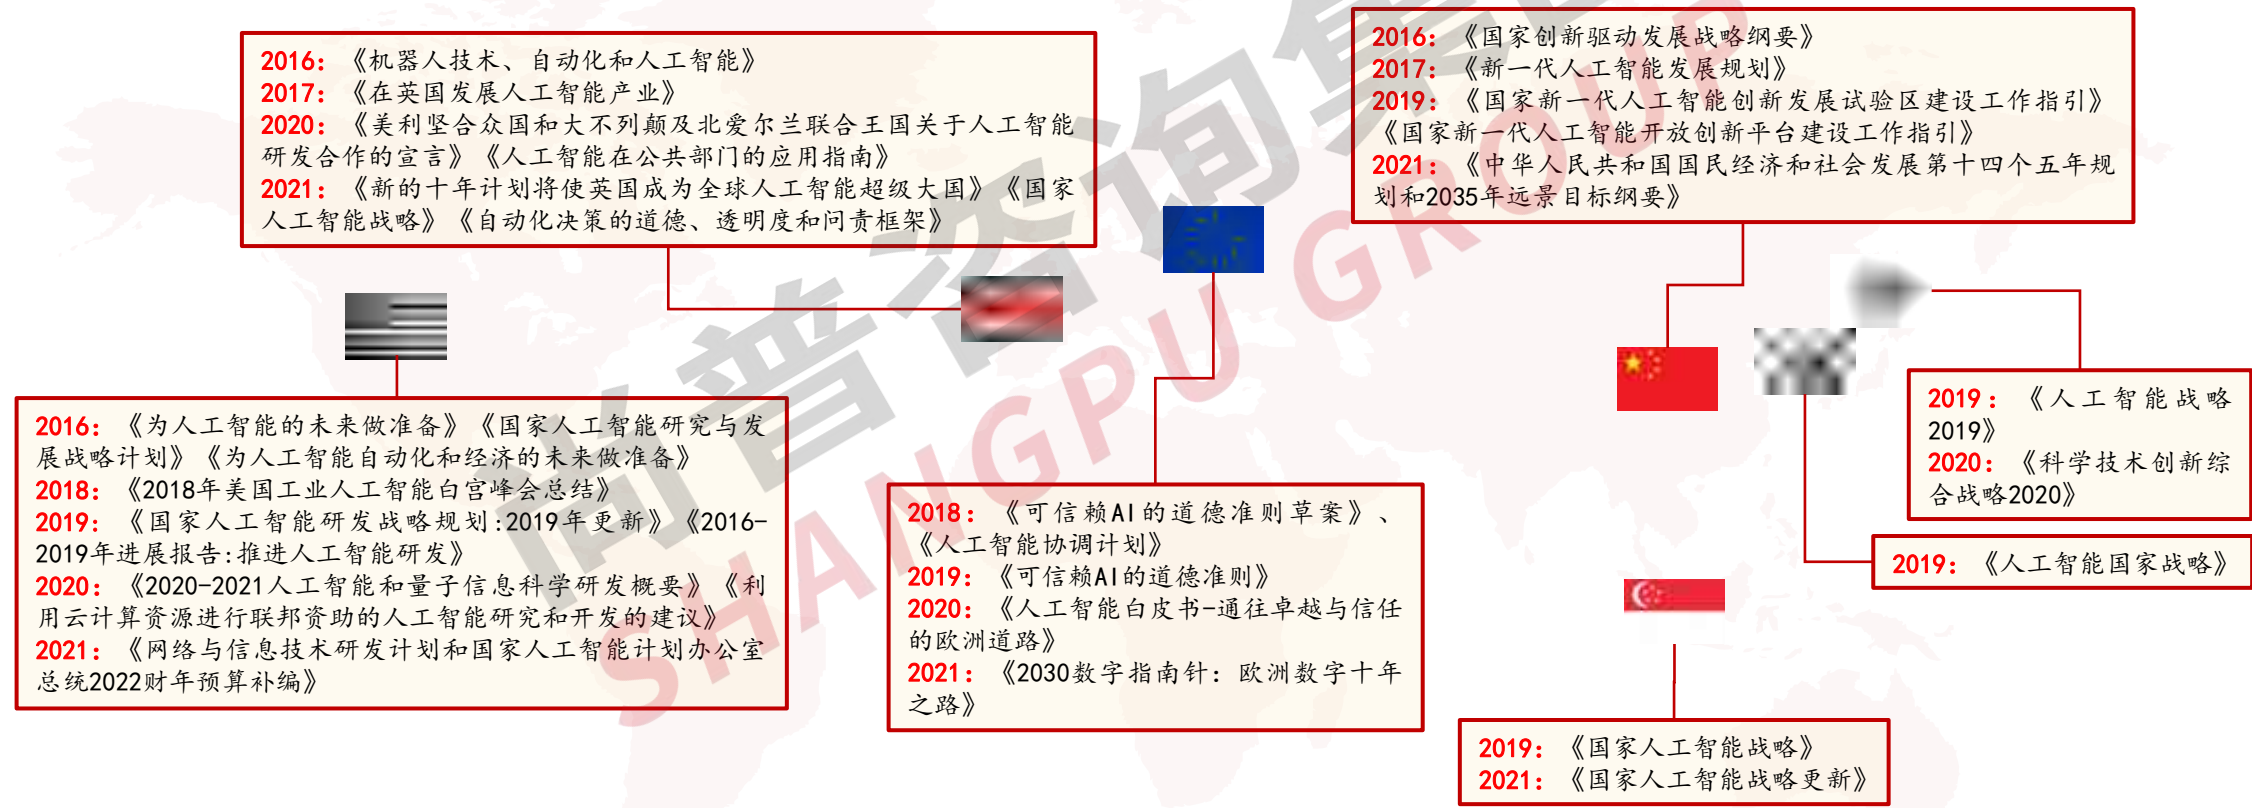 2016：《机器人技术、自动化和人工智能》
2017：《在英国发展人工智能产业》
2020：《美利坚合众国和大不列颠及北爱尔兰联合王国关于人工智能
研发合作的宣言》《人工智能在公共部门的应用指南》
2021：《新的十年计划将使英国成为全球人工智能超级大国》《国家
人工智能战略》《自动化决策的道德、透明度和问责框架》
2016：《国家创新驱动发展战略纲要》
2017：《新一代人工智能发展规划》
2019：《国家新一代人工智能创新发展试验区建设工作指引》
《国家新一代人工智能开放创新平台建设工作指引》
2021：《中华人民共和国国民经济和社会发展第十四个五年规
划和2035年远景目标纲要》
2016：《为人工智能的未来做准备》《国家人工智能研究与发
展战略计划》《为人工智能自动化和经济的未来做准备》
2018：《2018年美国工业人工智能白宫峰会总结》
2019：《国家人工智能研发战略规划:2019年更新》《2016-
2019年进展报告:推进人工智能研发》
2020：《2020-2021人工智能和量子信息科学研发概要》《利
用云计算资源进行联邦资助的人工智能研究和开发的建议》
2021：《网络与信息技术研发计划和国家人工智能计划办公室
总统2022财年预算补编》
2018：《可信赖AI的道德准则草案》、
《人工智能协调计划》
2019：《可信赖AI的道德准则》
2020：《人工智能白皮书-通往卓越与信任
的欧洲道路》
2021：《2030数字指南针：欧洲数字十年
之路》
2019：《人工智能战略
2019》
2020：《科学技术创新综
合战略2020》
2019：《人工智能国家战略》
2019：《国家人工智能战略》
2021：《国家人工智能战略更新》
尚普咨询集
SHANGPU GROUP